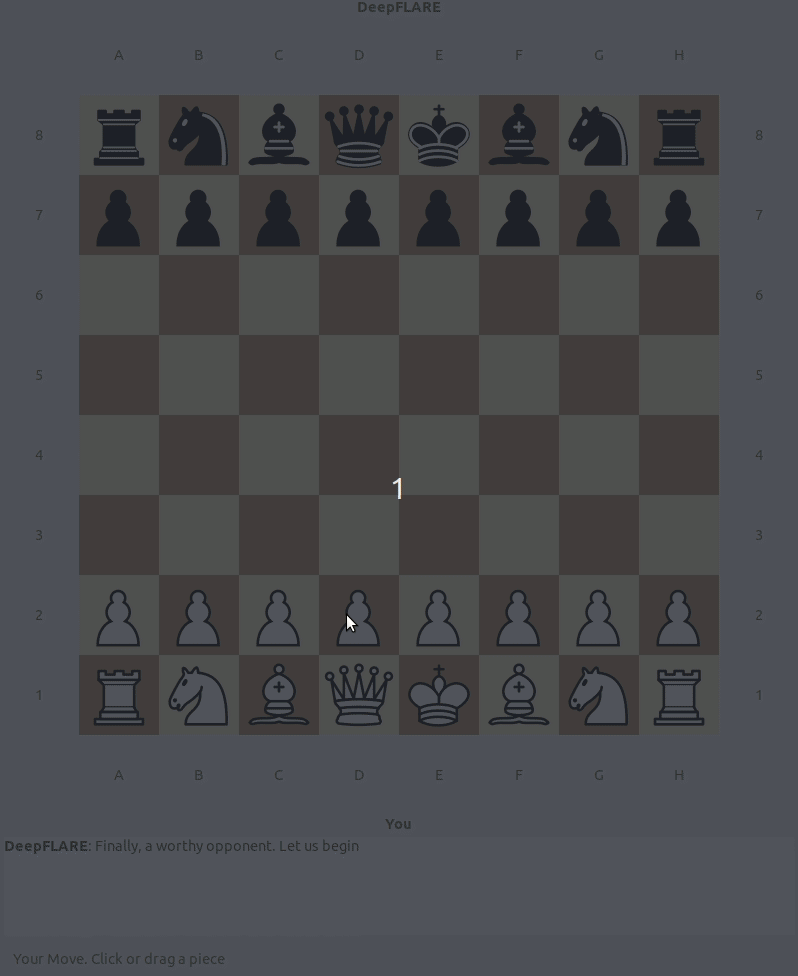 DeepFLARE
A B C D E F G H
8 8
7 7
6 6
5 5
4 4
1
3 3
2 2
1 1
A B C D E F G H
You
DeepFLARE: Finally, a worthy opponent. Let us begin
Your Move. Click or drag a piece